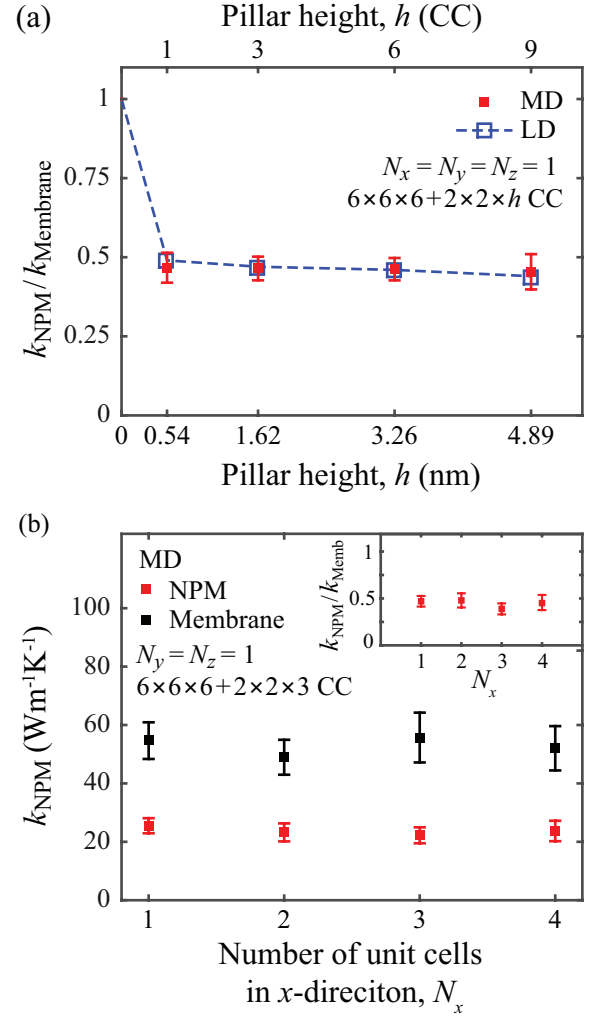 (a)
Pillar height, h (CC)
1 3 6 9
k_NPM/k_Membrane
1
0.75
0.5
0.25
0
MD
LD
N_x = N_y = N_z = 1
6×6×6+2×2×h CC
0 0.54 1.62 3.26 4.89
Pillar height, h (nm)
(b)
k_NPM (Wm⁻¹K⁻¹)
100
80
60
40
20
0
MD
NPM
Membrane
N_y = N_z = 1
6×6×6+2×2×3 CC
k_NPM/k_Memb
1
0.5
0
1 2 3 4
N_x
1 2 3 4
Number of unit cells
in x-direciton, N_x